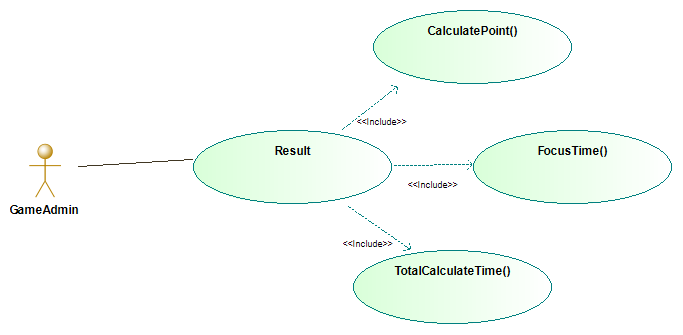 CalculatePoint()
<<Include>>
Result
FocusTime()
<<Include>>
GameAdmin
<<Include>>
TotalCalculateTime()